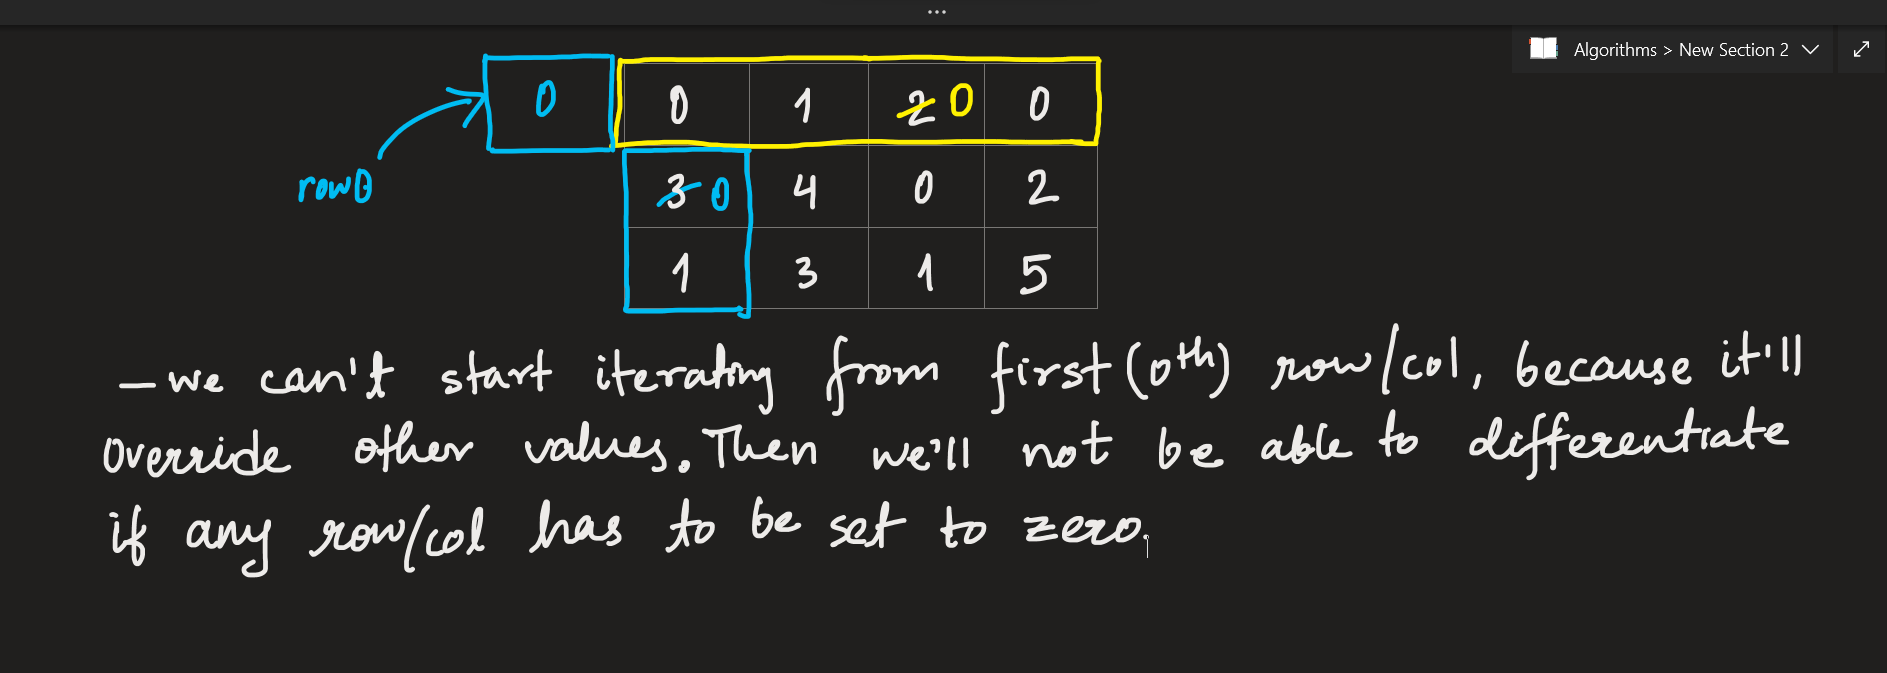 ...
Algorithms > New Section 2
0 0 1 2 0 0
row0
3 0 4 0 2
1 3 1 5
— we can't start iterating from first (0th) row/col, because it'll
override other values. Then we'll not be able to differentiate
if any row/col has to be set to zero.